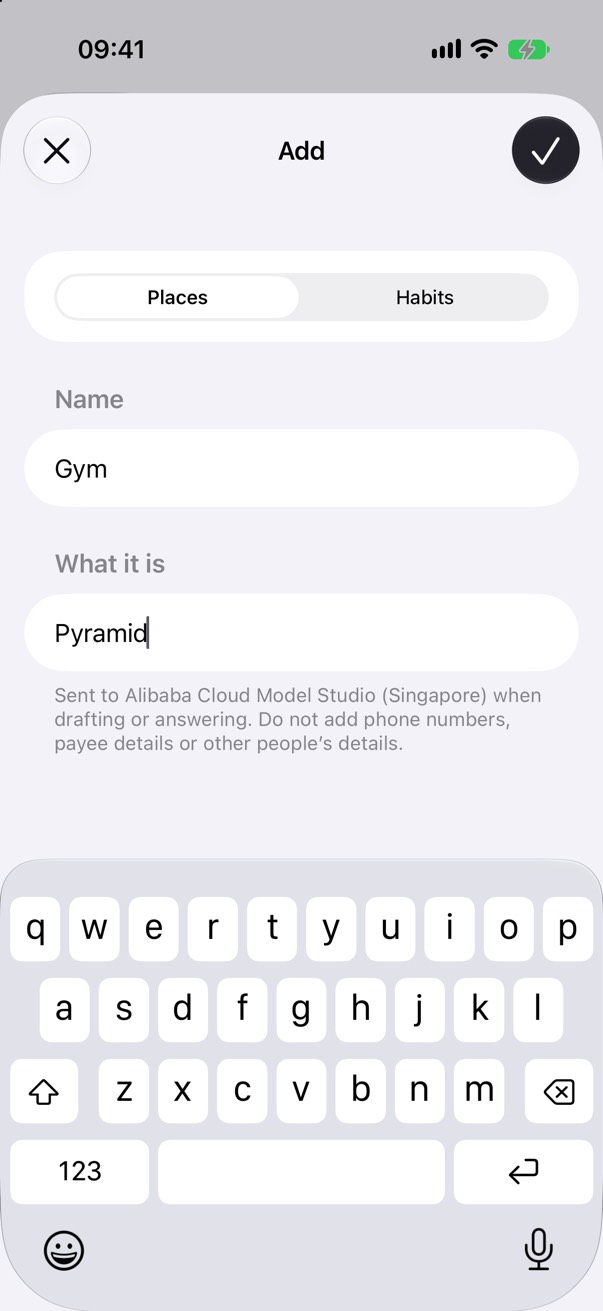 09:41
Add
Places
Habits
Name
Gym
What it is
Pyramid
Sent to Alibaba Cloud Model Studio (Singapore) when
drafting or answering. Do not add phone numbers,
payee details or other people’s details.
q w e r t y u i o p
a s d f g h j k l
z x c v b n m
123